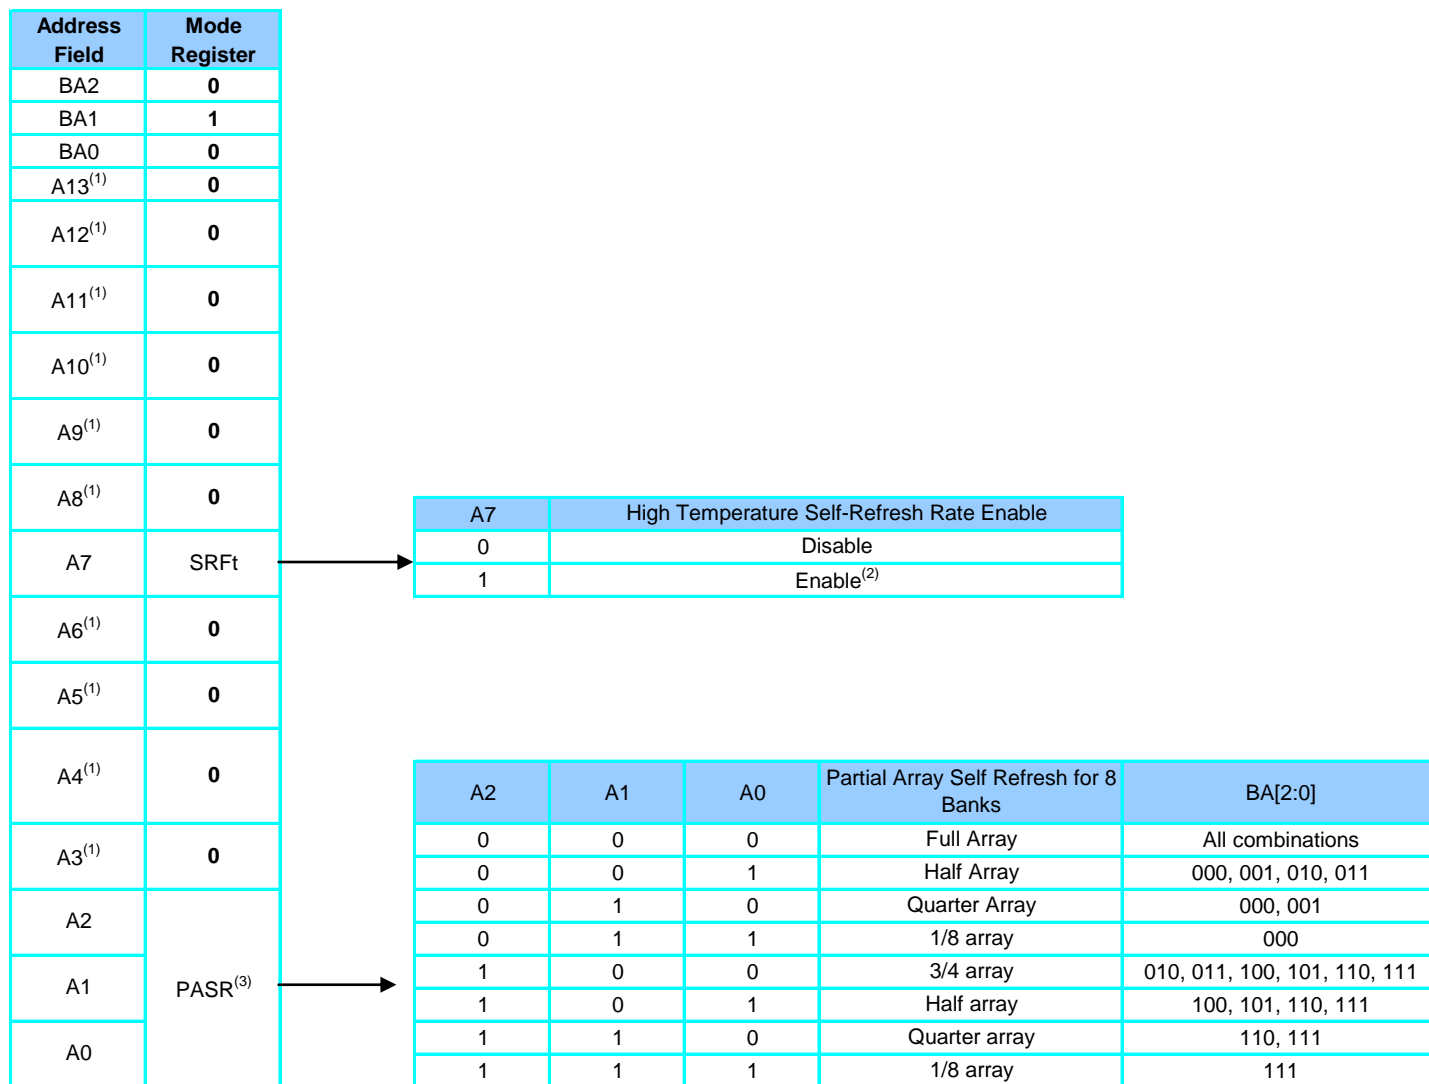 Address Field Mode Register
BA2 0
BA1 1
BA0 0
A13(1) 0
A12(1) 0
A11(1) 0
A10(1) 0
A9(1) 0
A8(1) 0
A7 SRFt
A6(1) 0
A5(1) 0
A4(1) 0
A3(1) 0
A2
A1 PASR(3)
A0
A7 High Temperature Self-Refresh Rate Enable
0 Disable
1 Enable(2)
A2 A1 A0 Partial Array Self Refresh for 8 Banks BA[2:0]
0 0 0 Full Array All combinations
0 0 1 Half Array 000, 001, 010, 011
0 1 0 Quarter Array 000, 001
0 1 1 1/8 array 000
1 0 0 3/4 array 010, 011, 100, 101, 110, 111
1 0 1 Half array 100, 101, 110, 111
1 1 0 Quarter array 110, 111
1 1 1 1/8 array 111